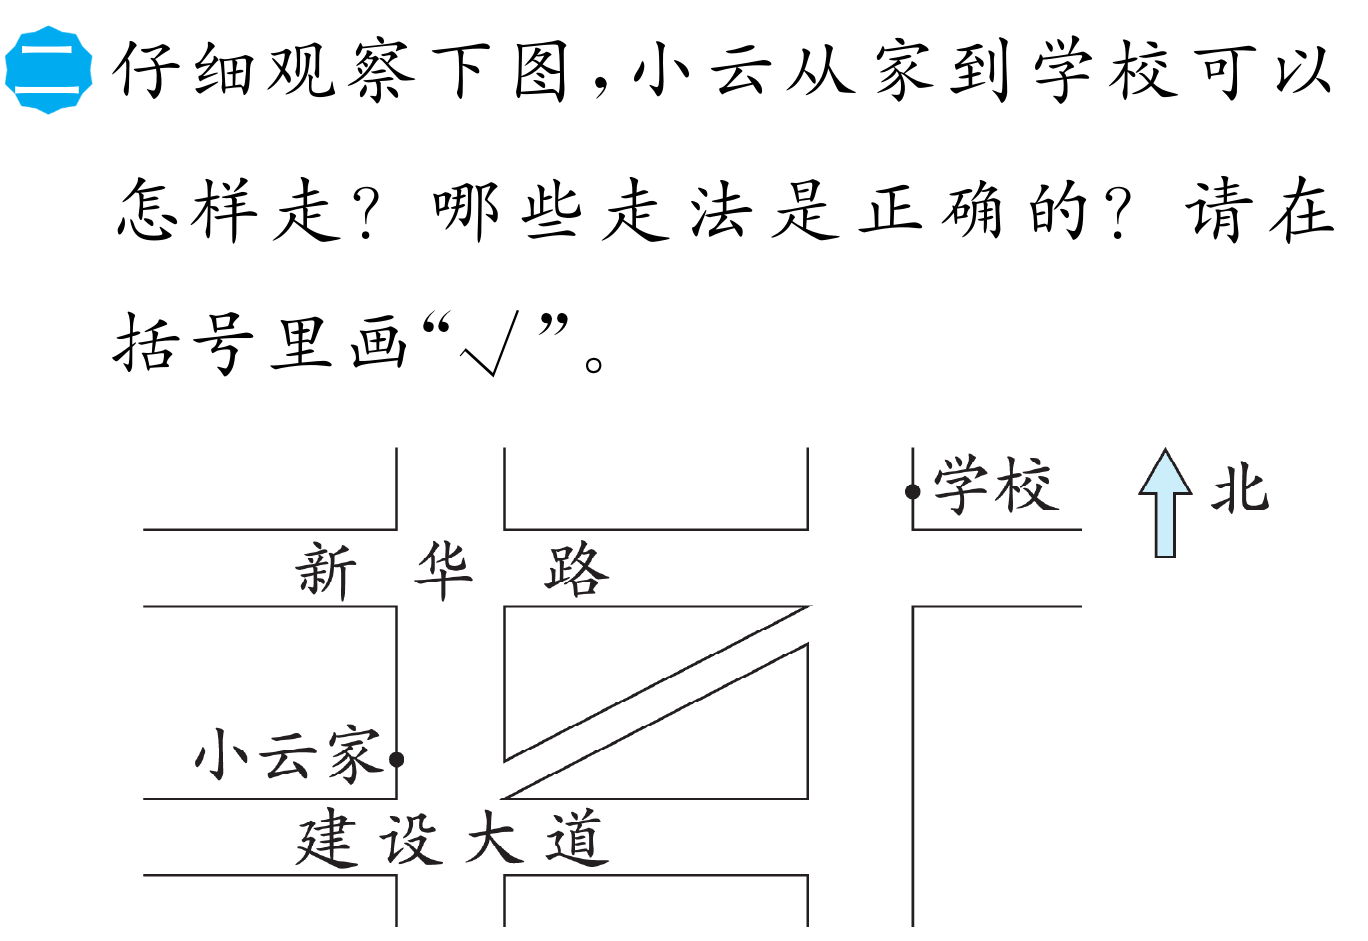 二 仔细观察下图,小云从家到学校可以
怎样走? 哪些走法是正确的? 请在
括号里画“√”。
学校 北
新华路
小云家
建设大道